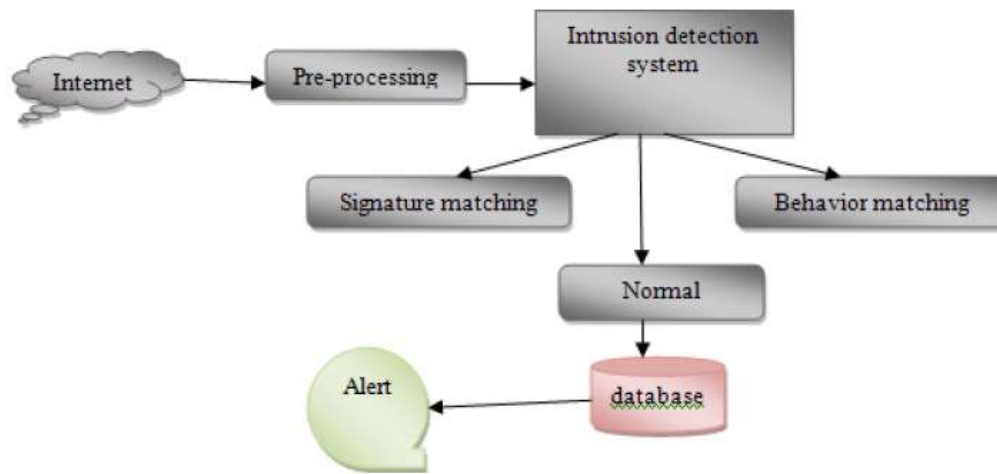 Internet
Pre-processing
Intrusion detection
system
Signature matching
Behavior matching
Normal
Alert
database